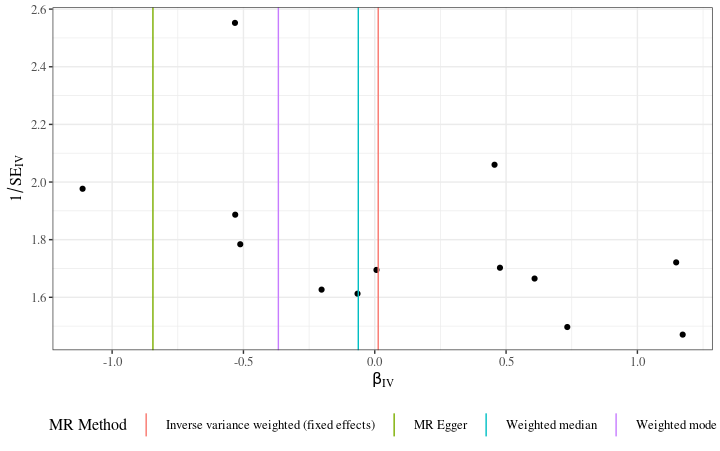 2.6
2.4
2.2
2.0
1.8
1.6
1/SE_IV
-1.0 -0.5 0.0 0.5 1.0
β_IV
MR Method Inverse variance weighted (fixed effects) MR Egger Weighted median Weighted mode